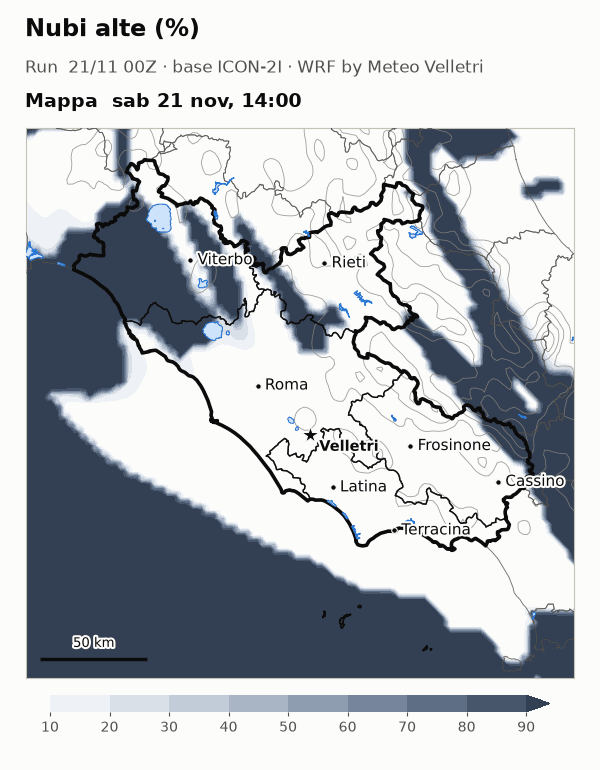 Nubi alte (%)
Run  21/11 00Z · base ICON-2I · WRF by Meteo Velletri
Mappa  sab 21 nov, 14:00
Viterbo
Rieti
Roma
Velletri
Frosinone
Cassino
Latina
Terracina
50 km
10 20 30 40 50 60 70 80 90